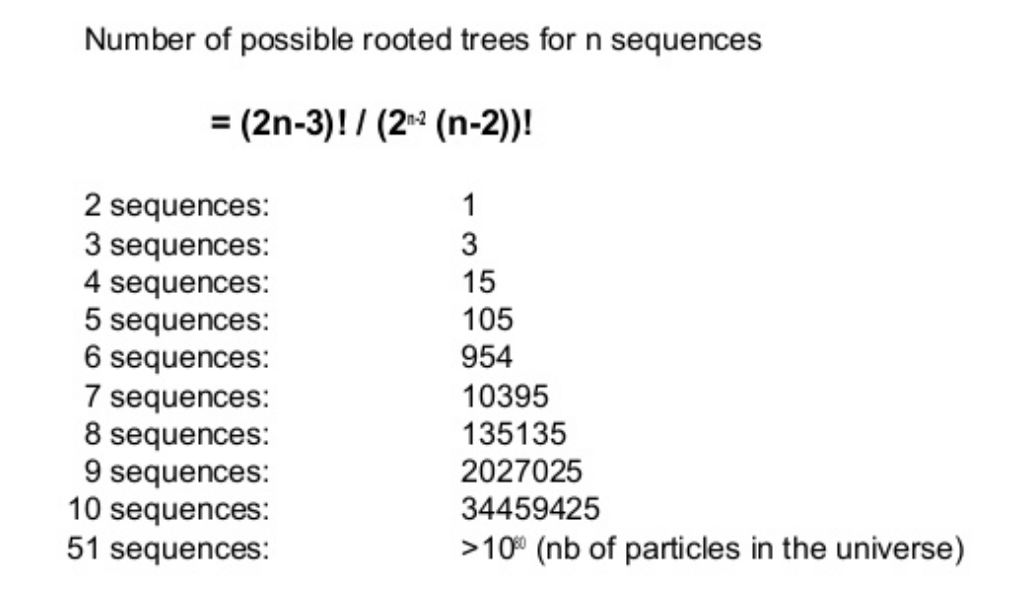 Number of possible rooted trees for n sequences
= (2n-3)! / (2ⁿ⁻² (n-2))!
2 sequences: 1
3 sequences: 3
4 sequences: 15
5 sequences: 105
6 sequences: 954
7 sequences: 10395
8 sequences: 135135
9 sequences: 2027025
10 sequences: 34459425
51 sequences: >10⁸⁰ (nb of particles in the universe)